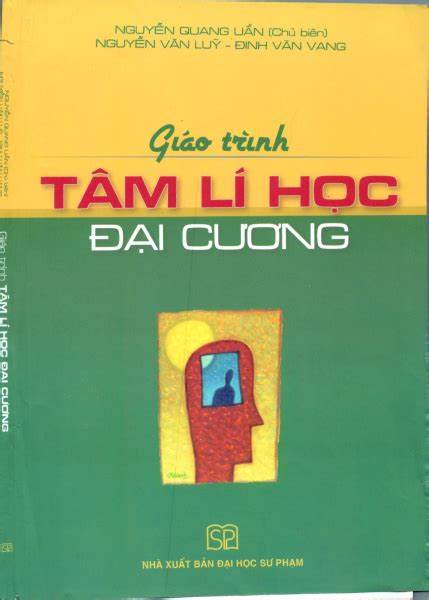 NGUYỄN QUANG UẨN (Chủ biên)
NGUYỄN VĂN LUỸ - ĐINH VĂN VANG
Giáo trình
TÂM LÍ HỌC
ĐẠI CƯƠNG
SP
NHÀ XUẤT BẢN ĐẠI HỌC SƯ PHẠM
Giáo trình TÂM LÍ HỌC ĐẠI CƯƠNG